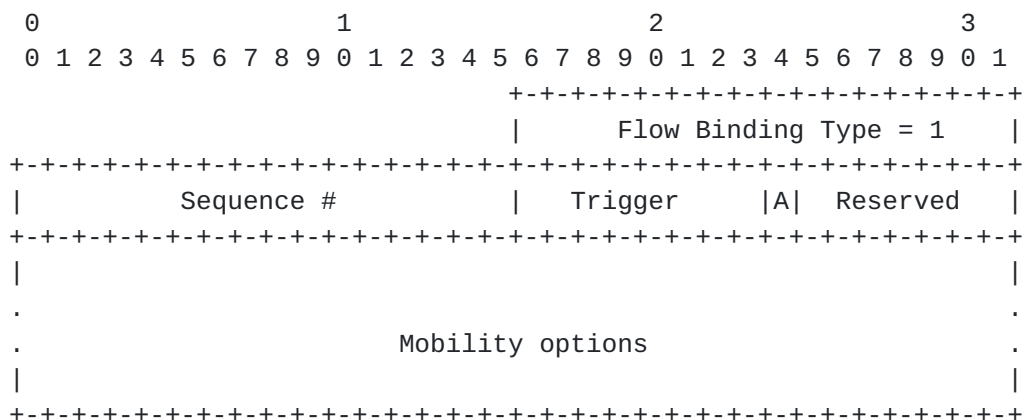 0                   1                   2                   3
 0 1 2 3 4 5 6 7 8 9 0 1 2 3 4 5 6 7 8 9 0 1 2 3 4 5 6 7 8 9 0 1
                                +-+-+-+-+-+-+-+-+-+-+-+-+-+-+-+-+
                                |       Flow Binding Type = 1    |
+-+-+-+-+-+-+-+-+-+-+-+-+-+-+-+-+-+-+-+-+-+-+-+-+-+-+-+-+-+-+-+-+
|          Sequence #           |   Trigger     |A|  Reserved   |
+-+-+-+-+-+-+-+-+-+-+-+-+-+-+-+-+-+-+-+-+-+-+-+-+-+-+-+-+-+-+-+-+
|                                                               |
.                                                               .
.                        Mobility options                       .
|                                                               |
+-+-+-+-+-+-+-+-+-+-+-+-+-+-+-+-+-+-+-+-+-+-+-+-+-+-+-+-+-+-+-+-+